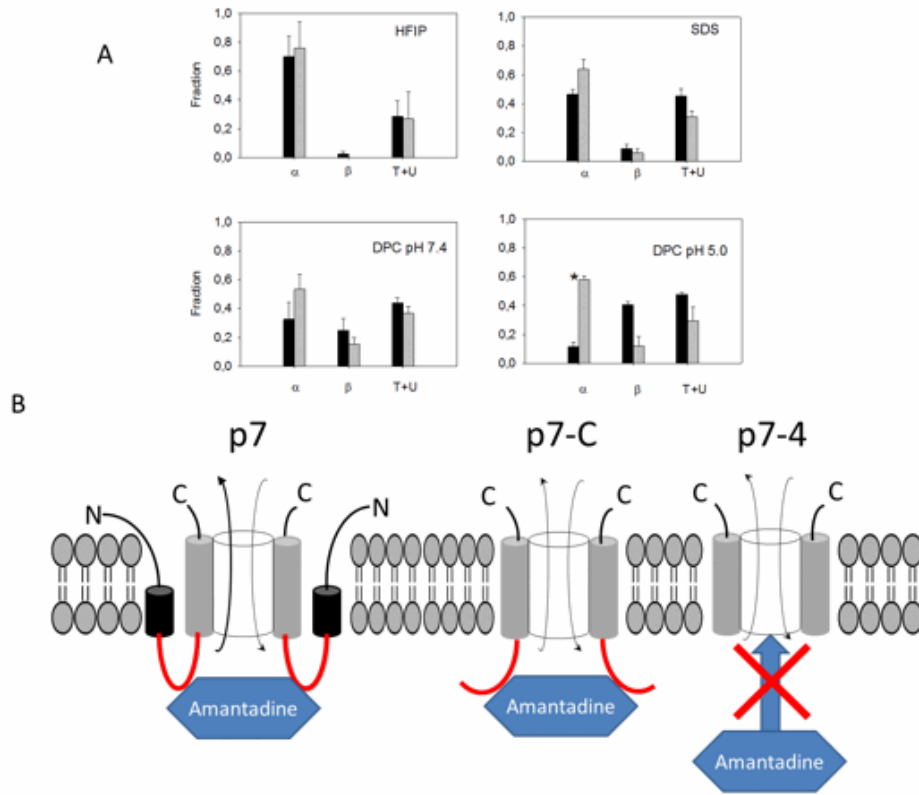 A
HFIP
Fraction
1,0
0,8
0,6
0,4
0,2
0,0
α β T+U
SDS
1,0
0,8
0,6
0,4
0,2
0,0
α β T+U
DPC pH 7.4
Fraction
1,0
0,8
0,6
0,4
0,2
0,0
α β T+U
DPC pH 5.0
1,0
0,8
0,6
0,4
0,2
0,0
★
α β T+U
B
p7 p7-C p7-4
N C C N C C C C
Amantadine Amantadine
Amantadine